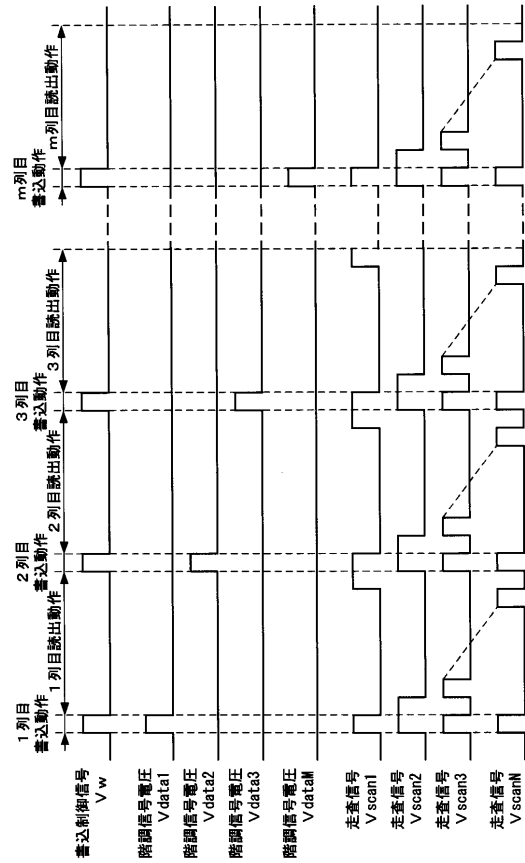 1列目
書込動作
1列目読出動作
2列目
書込動作
2列目読出動作
3列目
書込動作
3列目読出動作
m列目
書込動作
m列目読出動作
書込制御信号
Vw
階調信号電圧
Vdata1
階調信号電圧
Vdata2
階調信号電圧
Vdata3
階調信号電圧
VdataM
走査信号
Vscan1
走査信号
Vscan2
走査信号
Vscan3
走査信号
VscanN